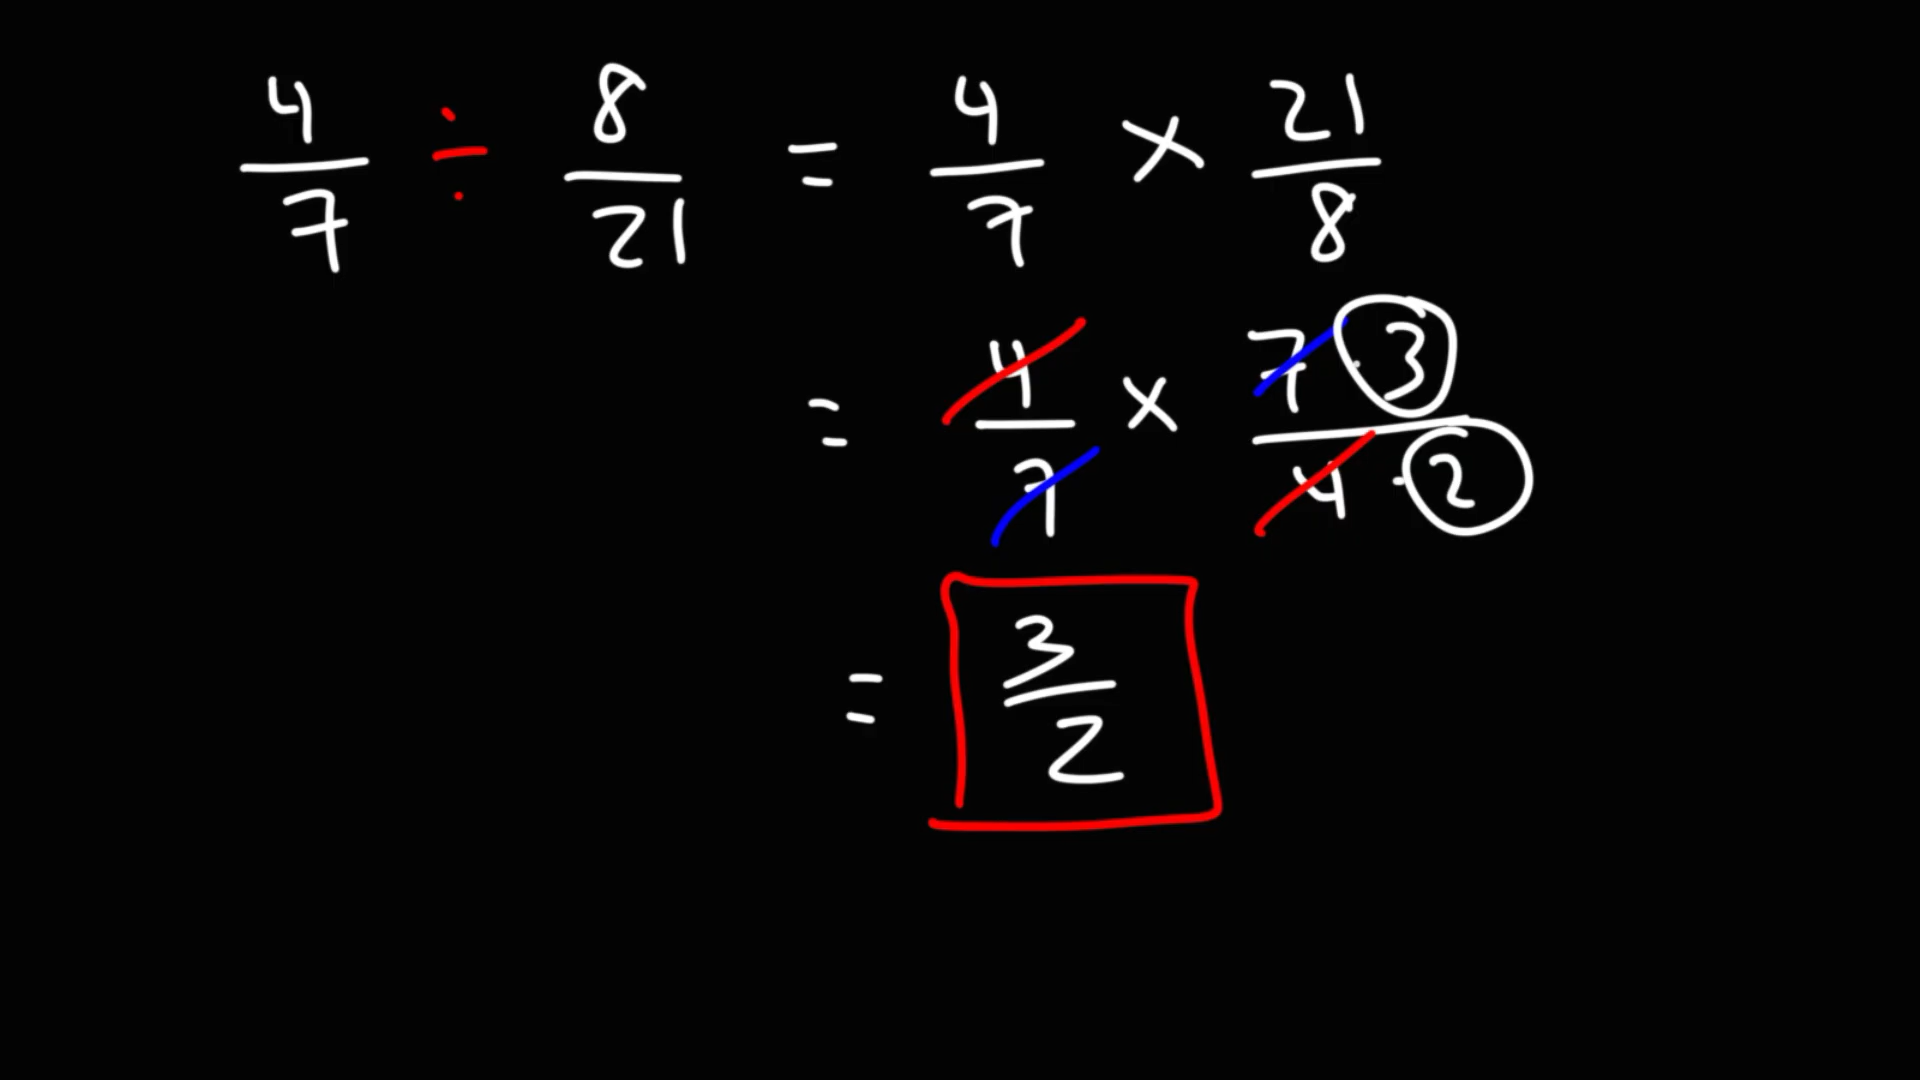 4/7 ÷ 8/21 = 4/7 × 21/8
= 4/7 × 7·3/4·2
= 3/2